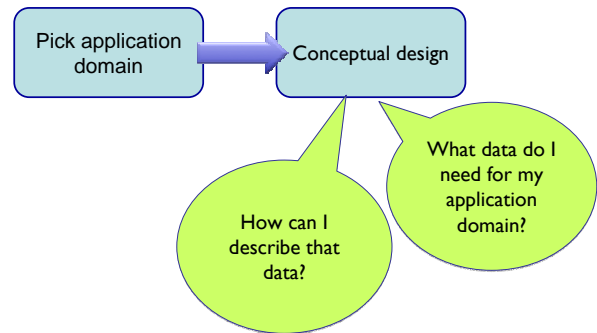 Pick application
domain
Conceptual design
What data do I
need for my
application
domain?
How can I
describe that
data?